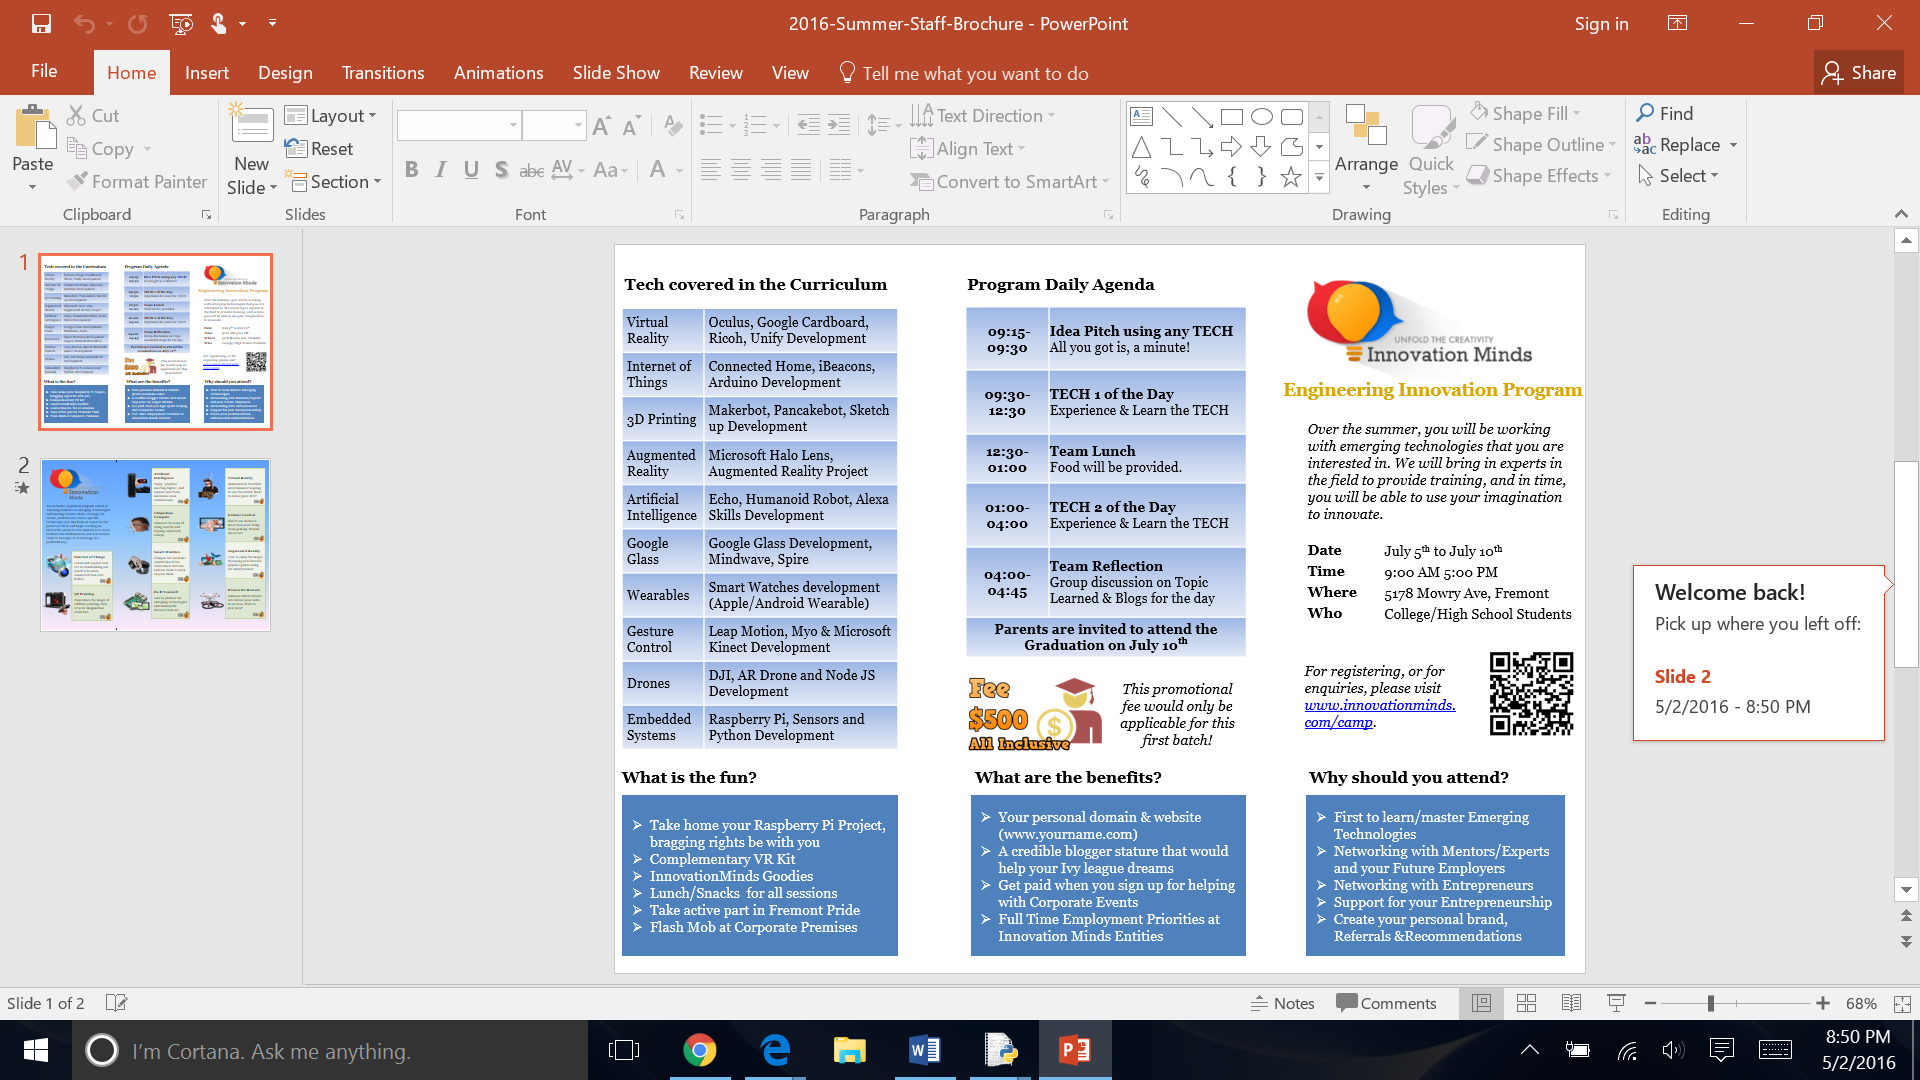 2016-Summer-Staff-Brochure - PowerPoint
Sign in
File
Home
Insert
Design
Transitions
Animations
Slide Show
Review
View
Tell me what you want to do
Share
Paste
Cut
Copy
Format Painter
Clipboard
New
Slide
Layout
Reset
Section
Slides
B I U S abc AV Aa A
Font
Text Direction
Align Text
Convert to SmartArt
Paragraph
Arrange
Quick
Styles
Shape Fill
Shape Outline
Shape Effects
Drawing
Find
Replace
Select
Editing
1
2
Tech covered in the Curriculum
Virtual
Reality
Oculus, Google Cardboard,
Ricoh, Unify Development
Internet of
Things
Connected Home, iBeacons,
Arduino Development
3D Printing
Makerbot, Pancakebot, Sketch
up Development
Augmented
Reality
Microsoft Halo Lens,
Augmented Reality Project
Artificial
Intelligence
Echo, Humanoid Robot, Alexa
Skills Development
Google
Glass
Google Glass Development,
Mindwave, Spire
Wearables
Smart Watches development
(Apple/Android Wearable)
Gesture
Control
Leap Motion, Myo & Microsoft
Kinect Development
Drones
DJI, AR Drone and Node JS
Development
Embedded
Systems
Raspberry Pi, Sensors and
Python Development
What is the fun?
Take home your Raspberry Pi Project,
bragging rights be with you
Complementary VR Kit
InnovationMinds Goodies
Lunch/Snacks for all sessions
Take active part in Fremont Pride
Flash Mob at Corporate Premises
Program Daily Agenda
09:15-
09:30
Idea Pitch using any TECH
All you got is, a minute!
09:30-
12:30
TECH 1 of the Day
Experience & Learn the TECH
12:30-
01:00
Team Lunch
Food will be provided.
01:00-
04:00
TECH 2 of the Day
Experience & Learn the TECH
04:00-
04:45
Team Reflection
Group discussion on Topic
Learned & Blogs for the day
Parents are invited to attend the
Graduation on July 10th
Fee
$500
All Inclusive
This promotional
fee would only be
applicable for this
first batch!
What are the benefits?
Your personal domain & website
(www.yourname.com)
A credible blogger stature that would
help your Ivy league dreams
Get paid when you sign up for helping
with Corporate Events
Full Time Employment Priorities at
Innovation Minds Entities
UNFOLD THE CREATIVITY
Innovation Minds
Engineering Innovation Program
Over the summer, you will be working
with emerging technologies that you are
interested in. We will bring in experts in
the field to provide training, and in time,
you will be able to use your imagination
to innovate.
Date July 5th to July 10th
Time 9:00 AM 5:00 PM
Where 5178 Mowry Ave, Fremont
Who College/High School Students
For registering, or for
enquiries, please visit
www.innovationminds.
com/camp.
Why should you attend?
First to learn/master Emerging
Technologies
Networking with Mentors/Experts
and your Future Employers
Networking with Entrepreneurs
Support for your Entrepreneurship
Create your personal brand,
Referrals &Recommendations
Welcome back!
Pick up where you left off:
Slide 2
5/2/2016 - 8:50 PM
Slide 1 of 2
Notes
Comments
68%
I'm Cortana. Ask me anything.
8:50 PM
5/2/2016